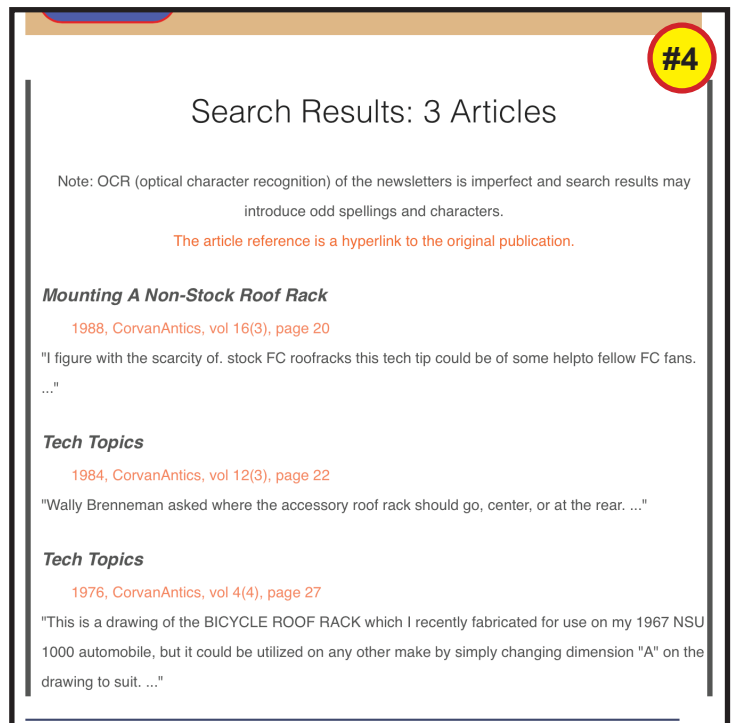 #4
Search Results: 3 Articles
Note: OCR (optical character recognition) of the newsletters is imperfect and search results may
introduce odd spellings and characters.
The article reference is a hyperlink to the original publication.
Mounting A Non-Stock Roof Rack
1988, CorvanAntics, vol 16(3), page 20
"I figure with the scarcity of. stock FC roofracks this tech tip could be of some helpto fellow FC fans.
..."
Tech Topics
1984, CorvanAntics, vol 12(3), page 22
"Wally Brenneman asked where the accessory roof rack should go, center, or at the rear. ..."
Tech Topics
1976, CorvanAntics, vol 4(4), page 27
"This is a drawing of the BICYCLE ROOF RACK which I recently fabricated for use on my 1967 NSU
1000 automobile, but it could be utilized on any other make by simply changing dimension "A" on the
drawing to suit. ..."